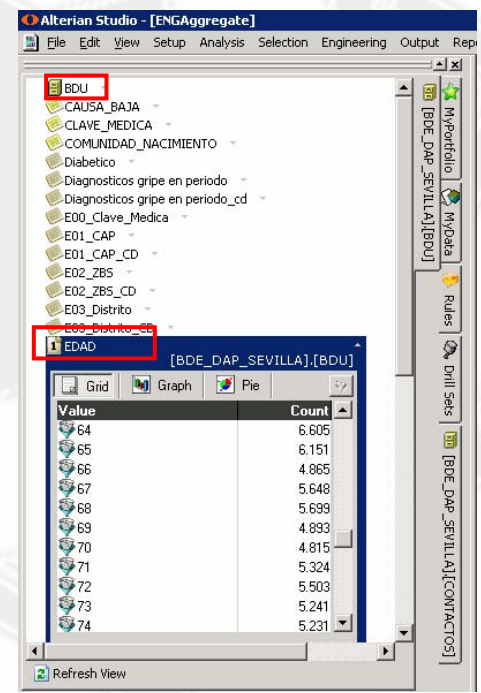 Alterian Studio - [ENGAggregate]
File Edit View Setup Analysis Selection Engineering Output Rep
BDU
CAUSA_BAJA
CLAVE_MEDICA
COMUNIDAD_NACIMIENTO
Diabetico
Diagnosticos gripe en periodo
Diagnosticos gripe en periodo_cd
E00_Clave_Medica
E01_CAP
E01_CAP_CD
E02_ZBS
E02_ZBS_CD
E03_Distrito
E03_Distrito_CD
EDAD
[BDE_DAP_SEVILLA].[BDU]
Grid Graph Pie
Value Count
64 6.605
65 6.151
66 4.865
67 5.648
68 5.699
69 4.893
70 4.815
71 5.324
72 5.503
73 5.241
74 5.231
Refresh View
[BDE_DAP_SEVILLA].[BDU]
MyPortfolio
MyData
Rules
Drill Sets
[BDE_DAP_SEVILLA].[CONTACTOS]